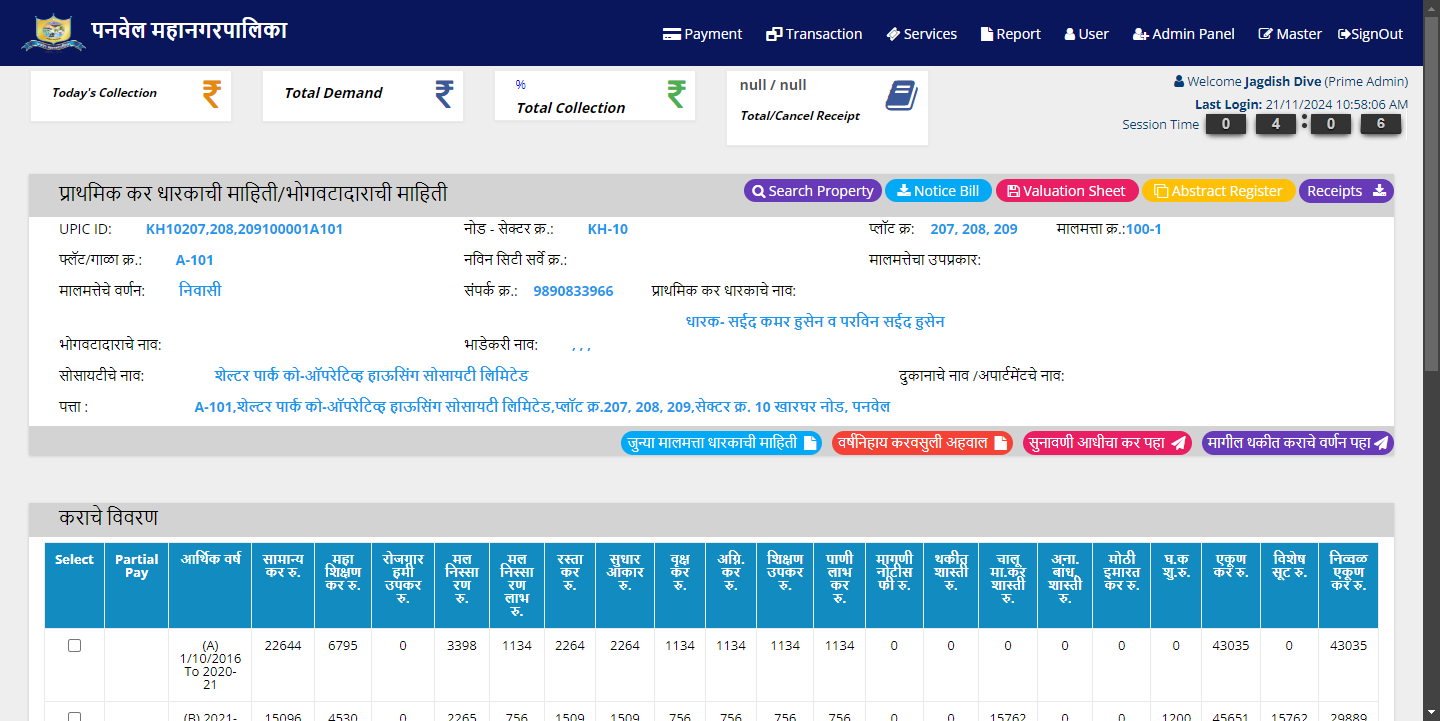 पनवेल महानगरपालिका
Payment Transaction Services Report User Admin Panel Master SignOut
Today's Collection
Total Demand
%
Total Collection
null / null
Total/Cancel Receipt
Welcome Jagdish Dive (Prime Admin)
Last Login: 21/11/2024 10:58:06 AM
Session Time 0 4 : 0 6
प्राथमिक कर धारकाची माहिती/भोगवटादाराची माहिती
Search Property Notice Bill Valuation Sheet Abstract Register Receipts
UPIC ID: KH10207,208,209100001A101 नोड - सेक्टर क्र.: KH-10 प्लॉट क्र: 207, 208, 209 मालमत्ता क्र.:100-1
फ्लॅट/गाळा क्र.: A-101 नविन सिटी सर्वे क्र.: मालमत्तेचा उपप्रकार:
मालमत्तेचे वर्णन: निवासी संपर्क क्र.: 9890833966 प्राथमिक कर धारकाचे नाव:
धारक- सईद कमर हुसेन व परविन सईद हुसेन
भोगवटादाराचे नाव: भाडेकरी नाव: , , ,
सोसायटीचे नाव: शेल्टर पार्क को-ऑपरेटिव्ह हाऊसिंग सोसायटी लिमिटेड दुकानाचे नाव /अपार्टमेंटचे नाव:
पत्ता : A-101,शेल्टर पार्क को-ऑपरेटिव्ह हाऊसिंग सोसायटी लिमिटेड,प्लॉट क्र.207, 208, 209,सेक्टर क्र. 10 खारघर नोड, पनवेल
जुन्या मालमत्ता धारकाची माहिती वर्षनिहाय करवसुली अहवाल सुनावणी आधीचा कर पहा मागील थकीत कराचे वर्णन पहा
कराचे विवरण
Select Partial Pay आर्थिक वर्ष सामान्य कर रु. महा शिक्षण कर रु. रोजगार हमी उपकर रु. मल निस्सा रण रु. मल निस्सा रण लाभ रु. रस्ता कर रु. सुधार आकार रु. वृक्ष कर रु. अग्नि. कर रु. शिक्षण उपकर रु. पाणी लाभ कर रु. मागणी नोटीस फी रु. थकीत शास्ती रु. चालू मा.कर शास्ती रु. अना. बांध शास्ती रु. मोठी इमारत कर रु. घ.क शु.रु. एकूण कर रु. विशेष सूट रु. निव्वळ एकूण कर रु.
(A) 1/10/2016 To 2020-21 22644 6795 0 3398 1134 2264 2264 1134 1134 1134 1134 0 0 0 0 0 0 43035 0 43035
(B) 2021- 15096 4530 0 2265 756 1509 1509 756 756 756 756 0 0 15762 0 0 1200 45651 15762 29889